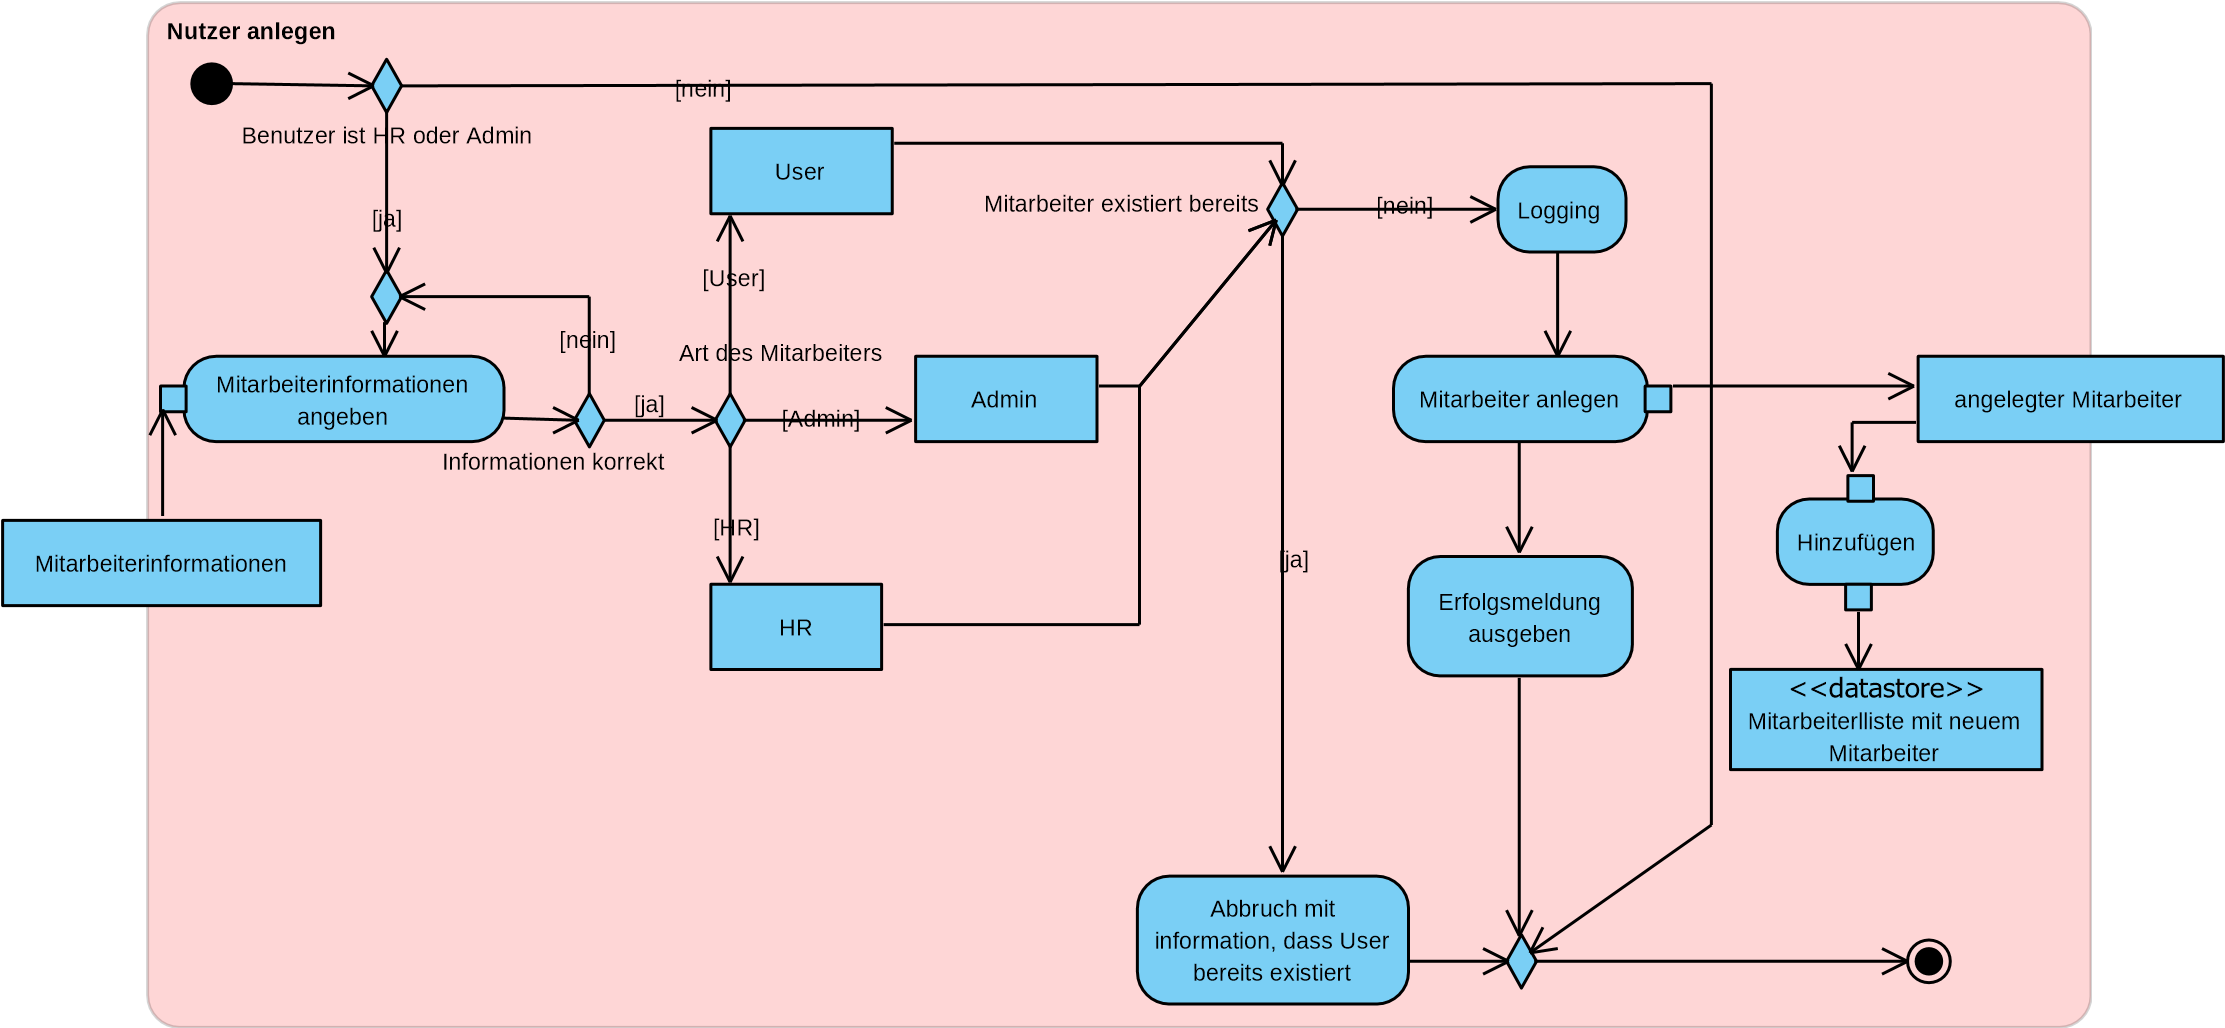 Nutzer anlegen
[nein]
Benutzer ist HR oder Admin
User
Mitarbeiter existiert bereits
[nein]
Logging
[ja]
[User]
[nein]
Art des Mitarbeiters
Mitarbeiterinformationen
angeben
[ja]
[Admin]
Admin
Mitarbeiter anlegen
angelegter Mitarbeiter
Informationen korrekt
[HR]
Mitarbeiterinformationen
[ja]
Hinzufügen
HR
Erfolgsmeldung
ausgeben
<<datastore>>
Mitarbeiterlliste mit neuem
Mitarbeiter
Abbruch mit
information, dass User
bereits existiert